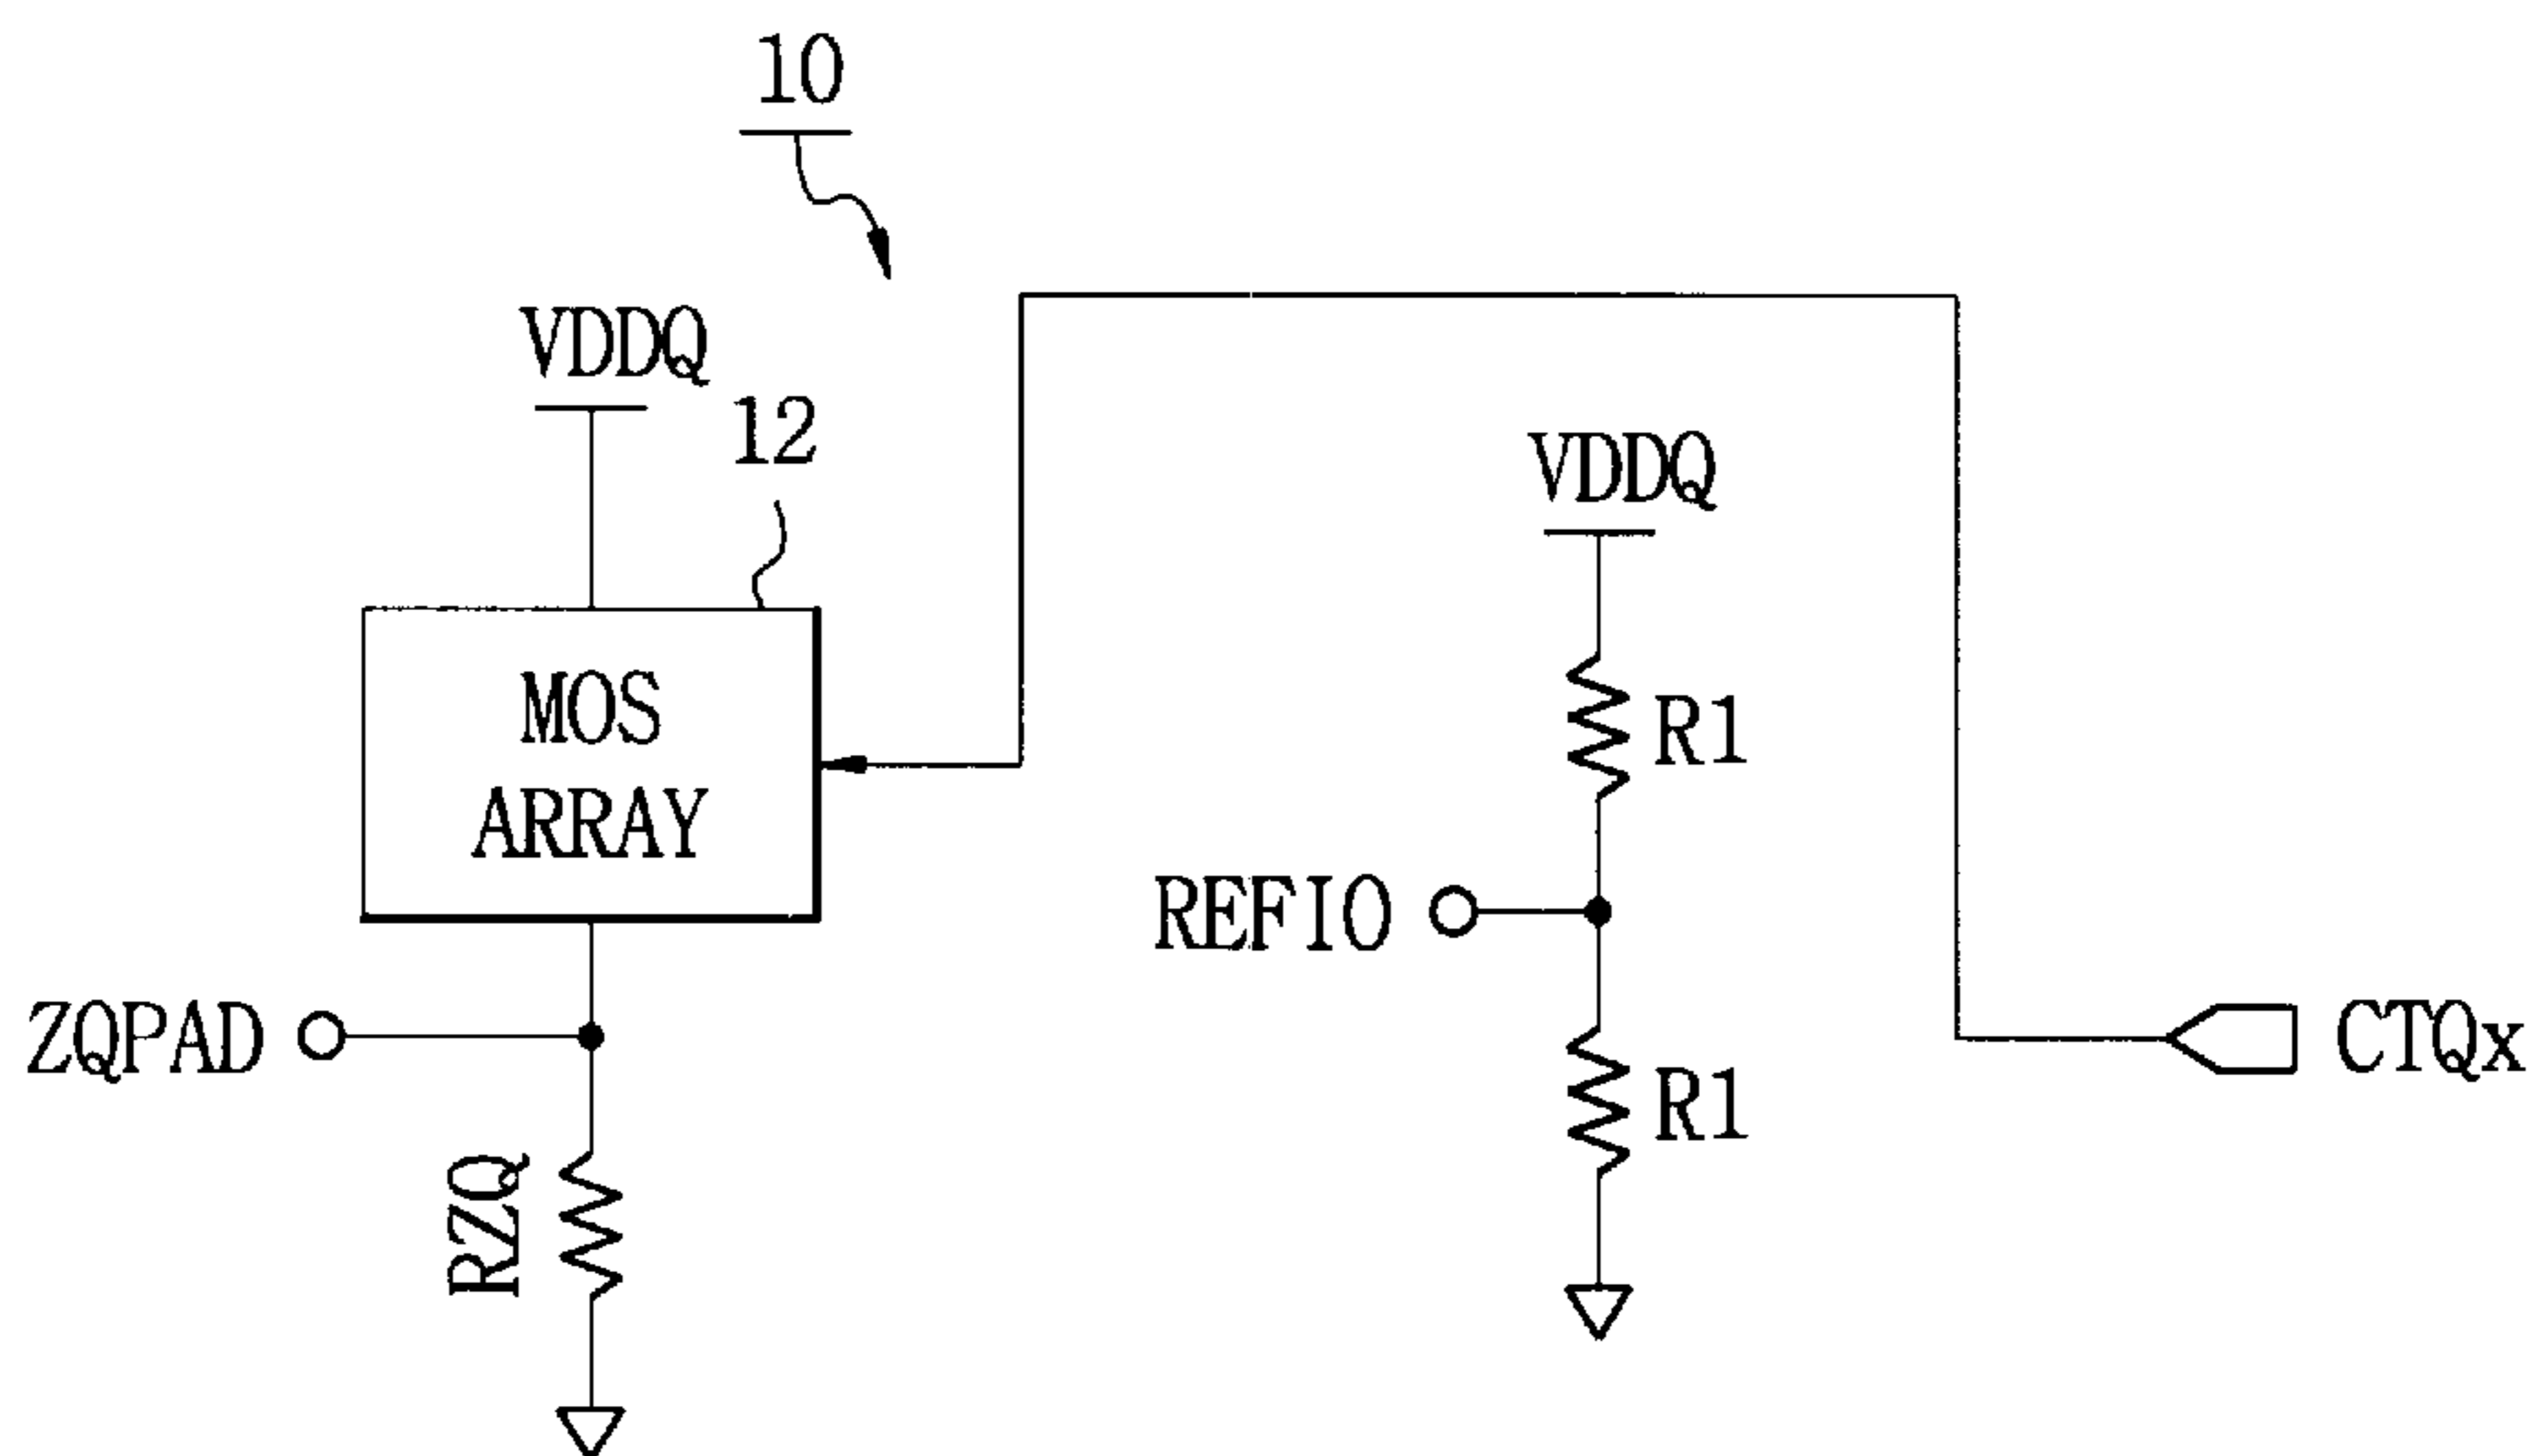 10
VDDQ
12
VDDQ
MOS
ARRAY
R1
REFIO
ZQPAD
CTQx
R1
RZQ